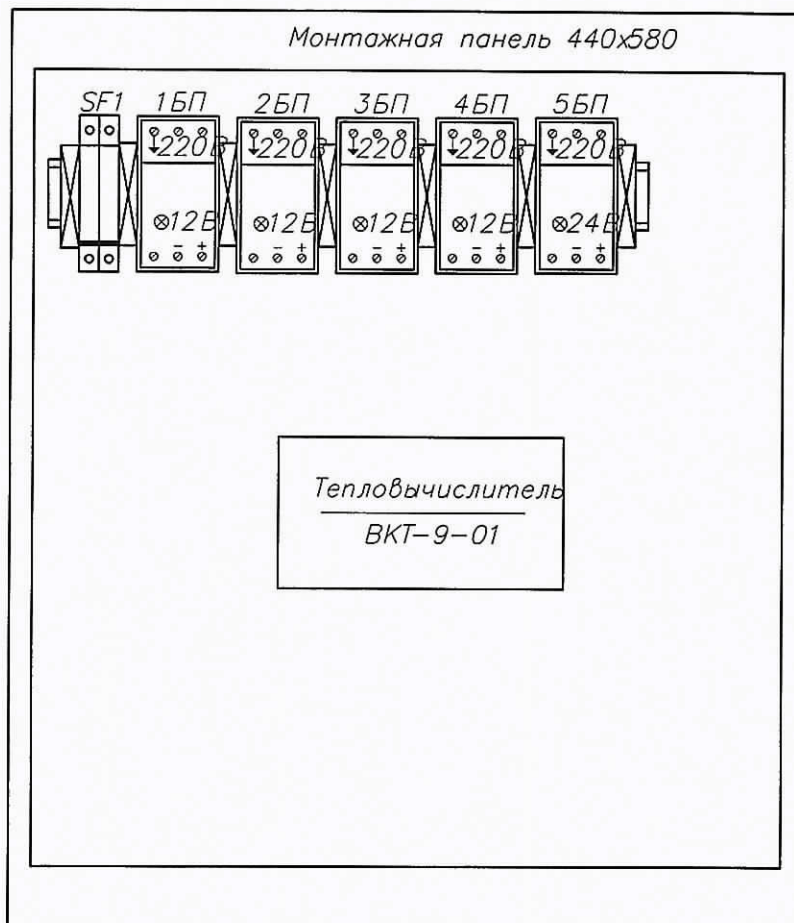 Монтажная панель 440х580
SF1 1БП 2БП 3БП 4БП 5БП
220В 220В 220В 220В 220В
12В 12В 12В 12В 24В
- + - + - + - + - +
Тепловычислитель
ВКТ-9-01